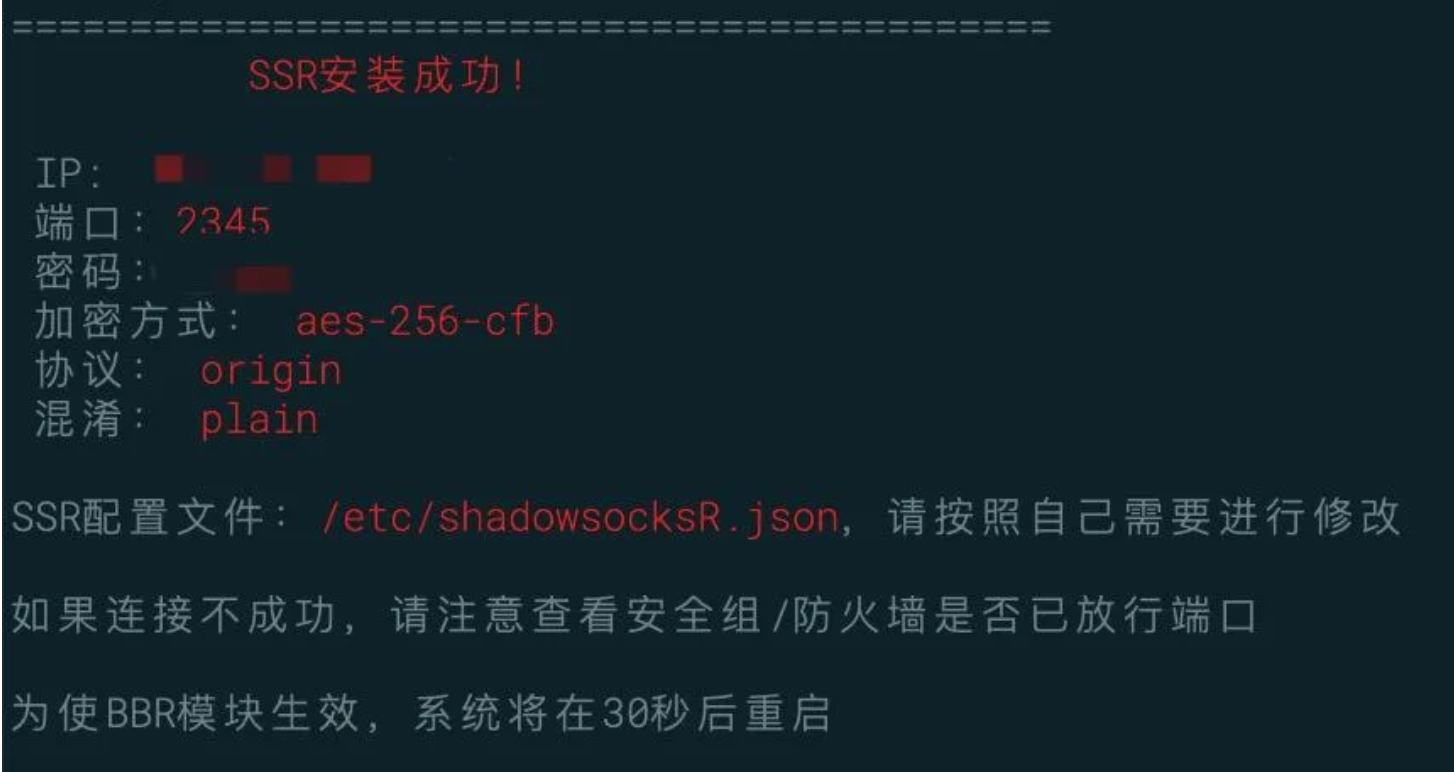 ============================================
SSR安装成功!
IP:
端口: 2345
密码:
加密方式: aes-256-cfb
协议: origin
混淆: plain
SSR配置文件: /etc/shadowsocksR.json, 请按照自己需要进行修改
如果连接不成功, 请注意查看安全组/防火墙是否已放行端口
为使BBR模块生效, 系统将在30秒后重启